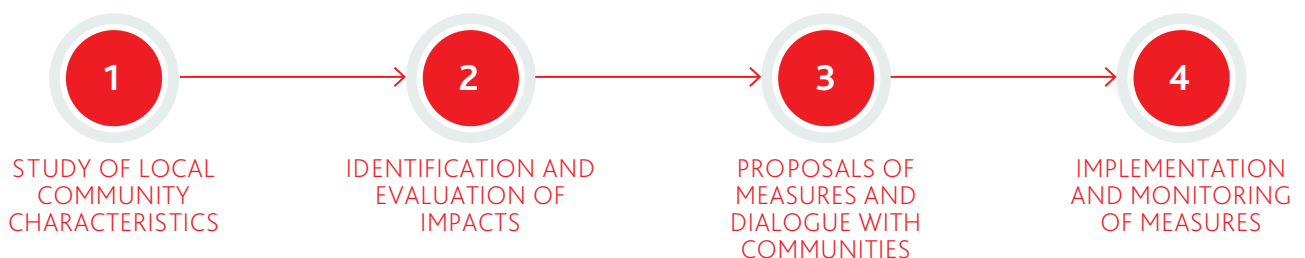 1
STUDY OF LOCAL
COMMUNITY
CHARACTERISTICS
2
IDENTIFICATION AND
EVALUATION OF
IMPACTS
3
PROPOSALS OF
MEASURES AND
DIALOGUE WITH
COMMUNITIES
4
IMPLEMENTATION
AND MONITORING
OF MEASURES